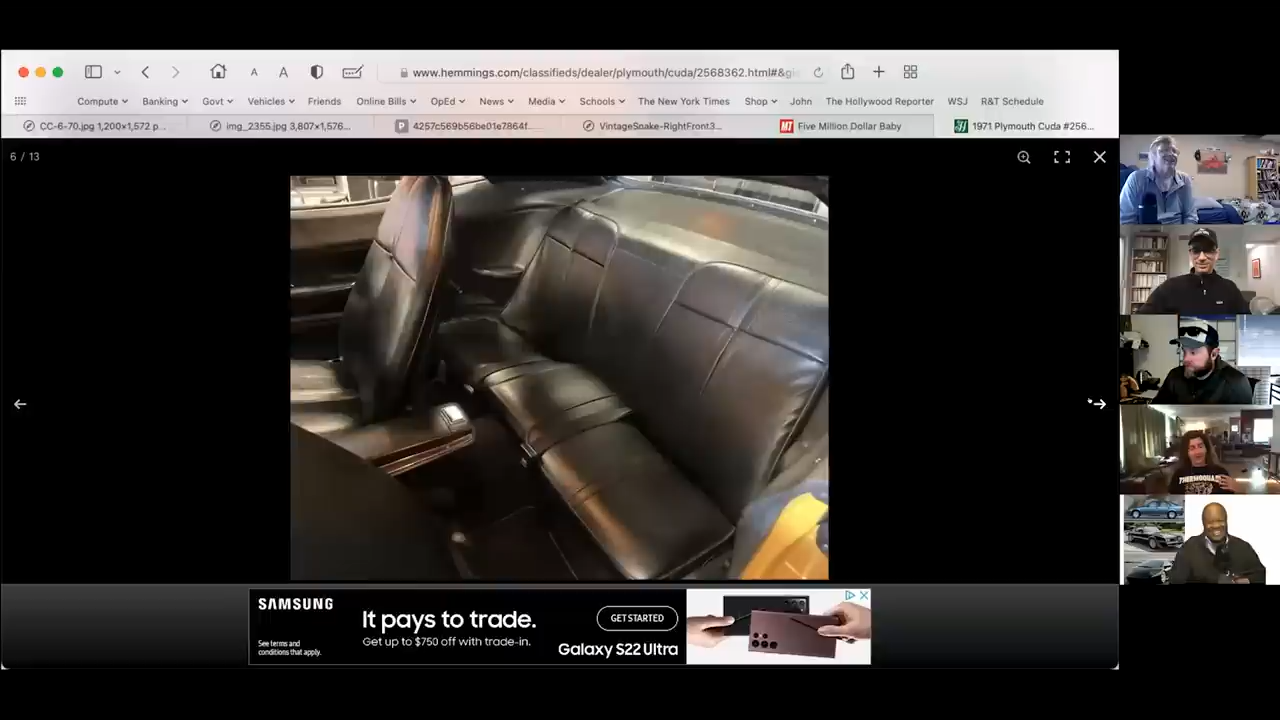 www.hemmings.com/classifieds/dealer/plymouth/cuda/2568362.html#&gi
Compute Banking Govt Vehicles Friends Online Bills OpEd News Media Schools The New York Times Shop John The Hollywood Reporter WSJ R&T Schedule
CC-6-70.jpg 1,200×1,572 p... img_2355.jpg 3,807×1,576... 4257c569b56be01e7864f... VintageSnake-RightFront3... MT Five Million Dollar Baby 1971 Plymouth Cuda #256...
6 / 13
SAMSUNG
See terms and
conditions that apply.
It pays to trade.
Get up to $750 off with trade-in.
GET STARTED
Galaxy S22 Ultra